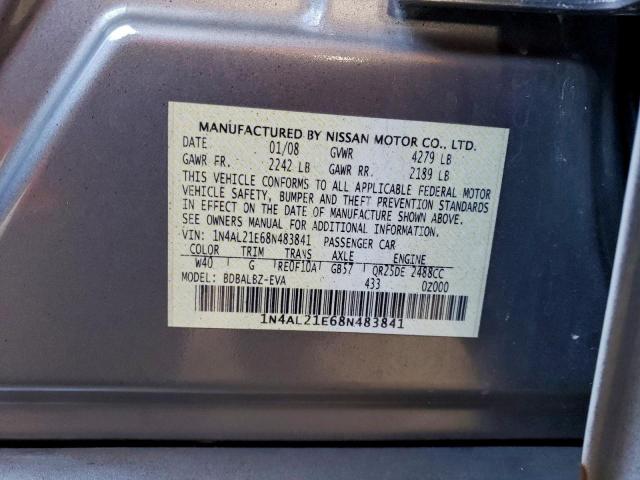 MANUFACTURED BY NISSAN MOTOR CO., LTD.
DATE 01/08 GVWR 4279 LB
GAWR FR. 2242 LB GAWR RR. 2189 LB
THIS VEHICLE CONFORMS TO ALL APPLICABLE FEDERAL MOTOR
VEHICLE SAFETY, BUMPER AND THEFT PREVENTION STANDARDS
IN EFFECT ON THE DATE OF MANUFACTURE SHOWN ABOVE.
SEE OWNERS MANUAL FOR ADDITIONAL INFORMATION.
VIN: 1N4AL21E68N483841 PASSENGER CAR
COLOR TRIM TRANS AXLE ENGINE
W40 G RE0F10A GB57 QR25DE 2488CC
MODEL: BDBALBZ-EVA 433 0Z000
1N4AL21E68N483841